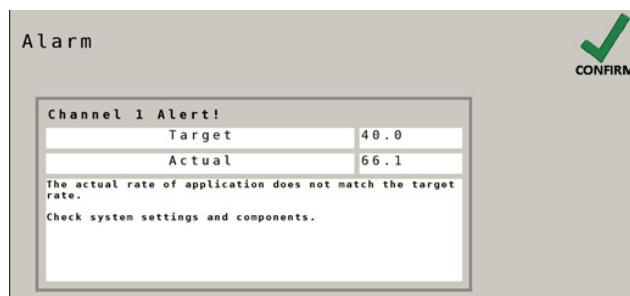 Alarm
CONFIRM
Channel 1 Alert!
Target 40.0
Actual 66.1
The actual rate of application does not match the target
rate.
Check system settings and components.